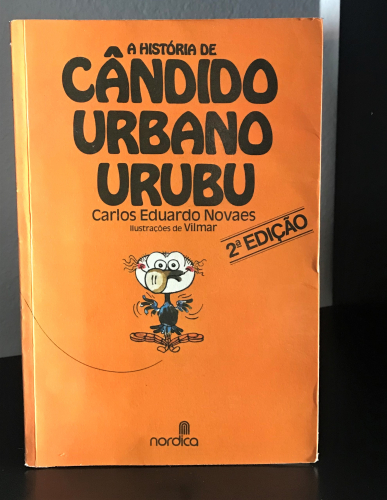 A HISTÓRIA DE
CÂNDIDO
URBANO
URUBU
Carlos Eduardo Novaes
Ilustrações de Vilmar
2ª EDIÇÃO
nordica